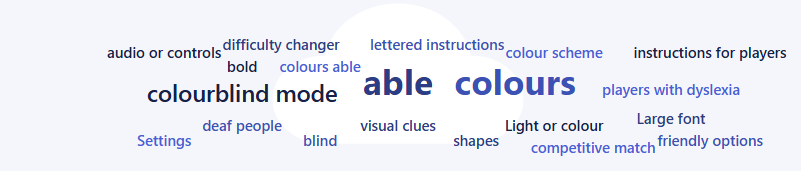 difficulty changer
lettered instructions
audio or controls
colour scheme
instructions for players
bold
colours able
able
colours
colourblind mode
players with dyslexia
Large font
deaf people
visual clues
Light or colour
Settings
blind
shapes
competitive match
friendly options